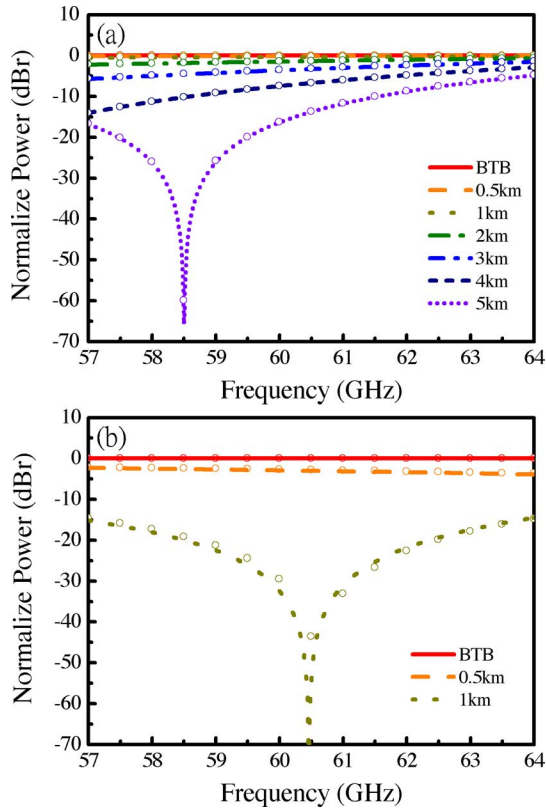 (a)
10
0
-10
-20
-30
-40
-50
-60
-70
Normalize Power (dBr)
BTB
0.5km
1km
2km
3km
4km
5km
57 58 59 60 61 62 63 64
Frequency (GHz)
(b)
10
0
-10
-20
-30
-40
-50
-60
-70
Normalize Power (dBr)
BTB
0.5km
1km
57 58 59 60 61 62 63 64
Frequency (GHz)